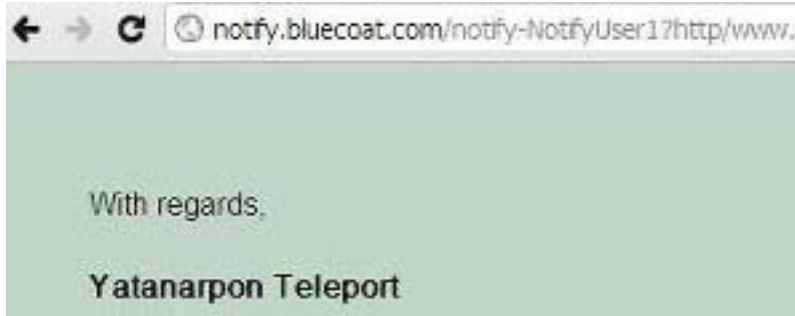 notify.bluecoat.com/notify-NotifyUser1?http/www.
With regards,
Yatanarpon Teleport